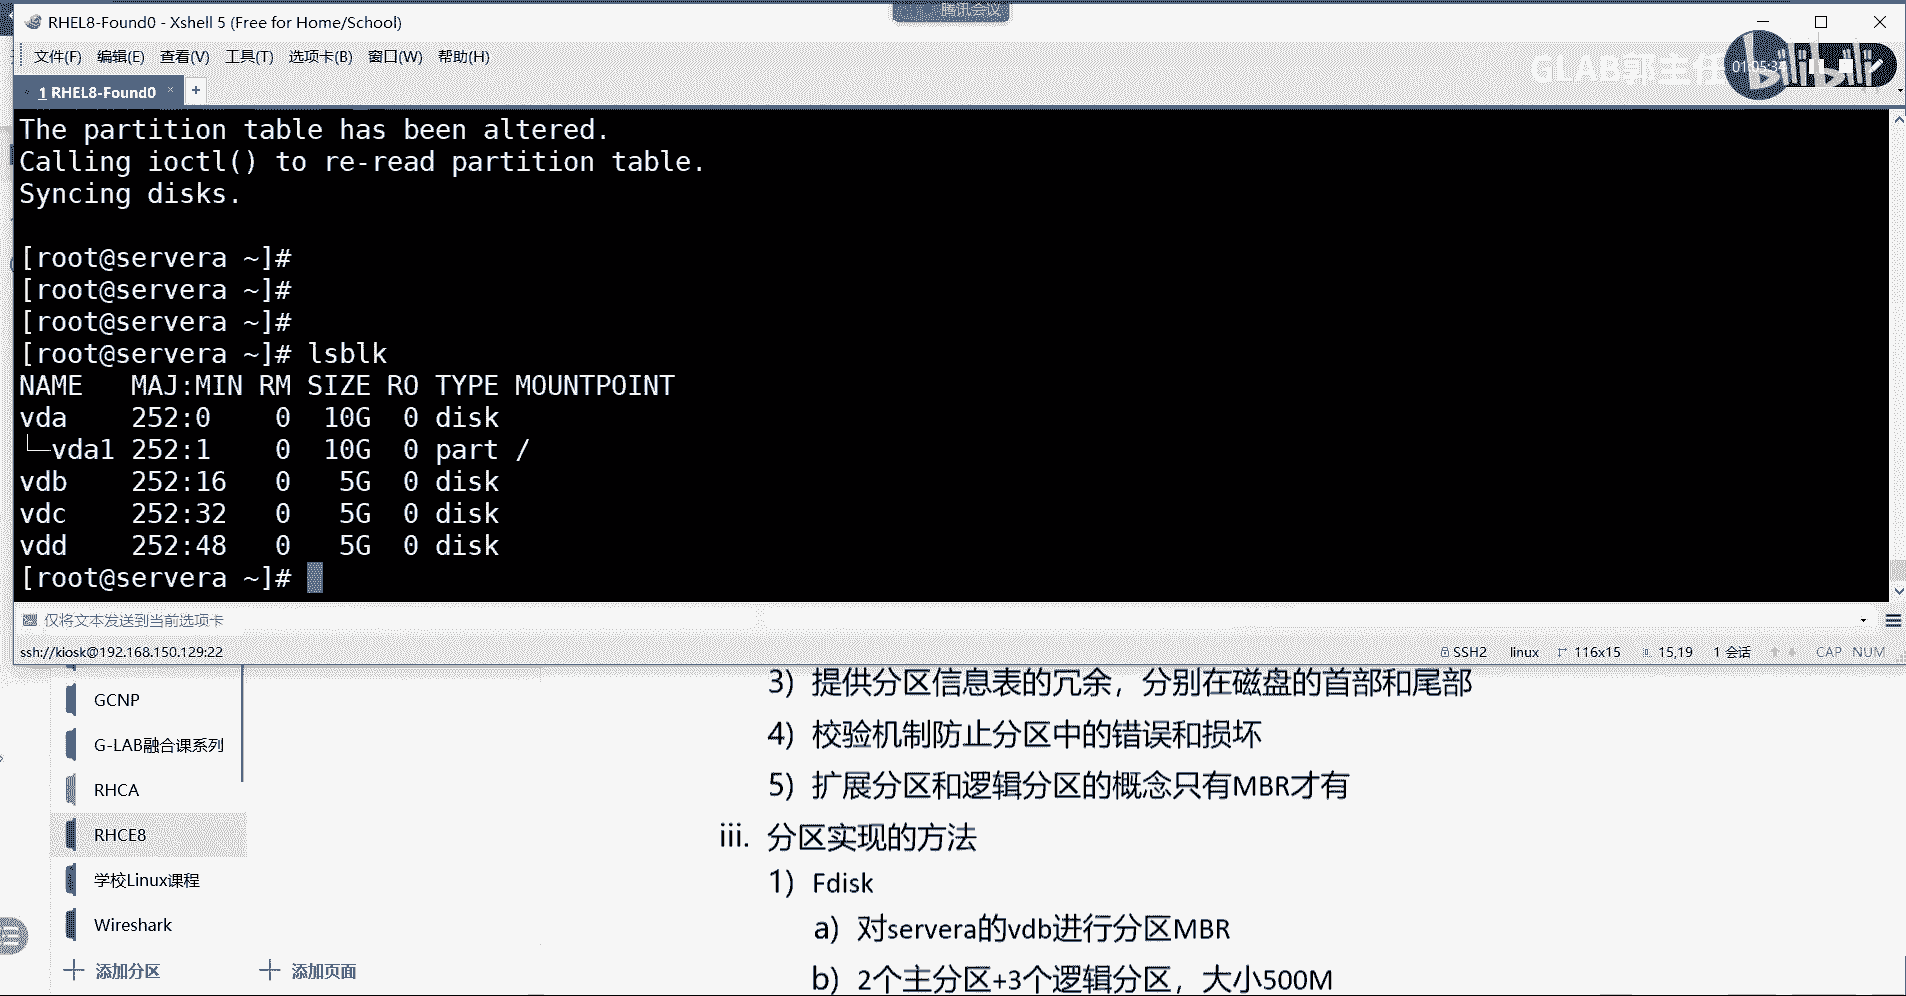 腾讯会议
RHEL8-Found0 - Xshell 5 (Free for Home/School)
文件(F) 编辑(E) 查看(V) 工具(T) 选项卡(B) 窗口(W) 帮助(H)
GLAB郭主任
bilibili
1 RHEL8-Found0 × +
The partition table has been altered.
Calling ioctl() to re-read partition table.
Syncing disks.
[root@servera ~]#
[root@servera ~]#
[root@servera ~]#
[root@servera ~]# lsblk
NAME   MAJ:MIN RM SIZE RO TYPE MOUNTPOINT
vda    252:0    0  10G  0 disk
└─vda1 252:1    0  10G  0 part /
vdb    252:16   0   5G  0 disk
vdc    252:32   0   5G  0 disk
vdd    252:48   0   5G  0 disk
[root@servera ~]#
仅将文本发送到当前选项卡
ssh://kiosk@192.168.150.129:22 SSH2 linux 116x15 15,19 1 会话 CAP NUM
3) 提供分区信息表的冗余，分别在磁盘的首部和尾部
GCNP
4) 校验机制防止分区中的错误和损坏
G-LAB融合课系列
5) 扩展分区和逻辑分区的概念只有MBR才有
RHCA
RHCE8
iii. 分区实现的方法
学校Linux课程
1) Fdisk
Wireshark
a) 对servera的vdb进行分区MBR
添加分区 添加页面
b) 2个主分区+3个逻辑分区，大小500M